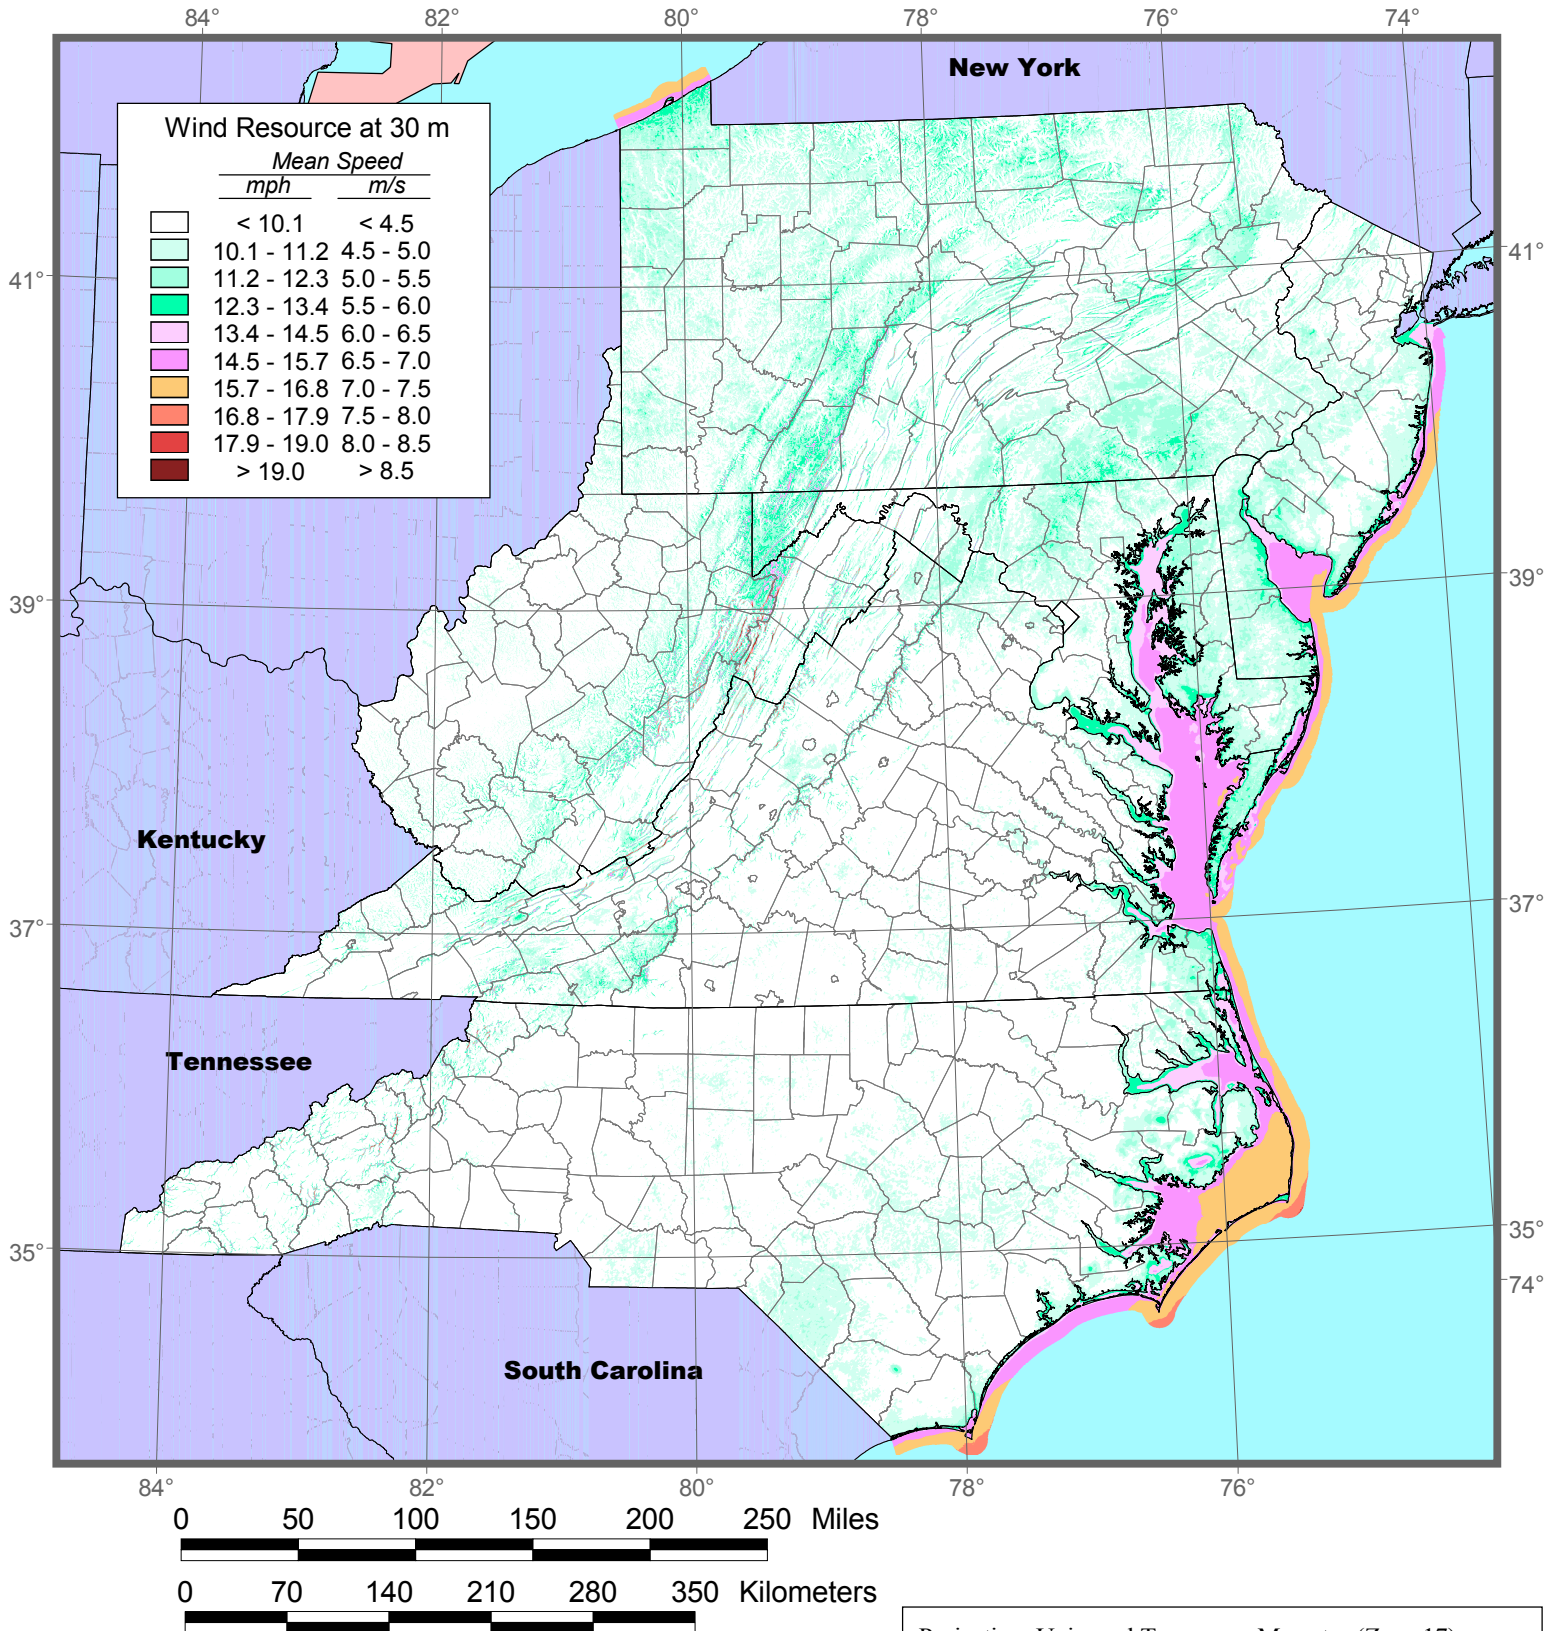 84° 82° 80° 78° 76° 74°
New York
Wind Resource at 30 m
Mean Speed
mph m/s
< 10.1 < 4.5
10.1 - 11.2 4.5 - 5.0
11.2 - 12.3 5.0 - 5.5
12.3 - 13.4 5.5 - 6.0
13.4 - 14.5 6.0 - 6.5
14.5 - 15.7 6.5 - 7.0
15.7 - 16.8 7.0 - 7.5
16.8 - 17.9 7.5 - 8.0
17.9 - 19.0 8.0 - 8.5
> 19.0 > 8.5
41° 41°
39° 39°
Kentucky
37° 37°
Tennessee
35° 35°
74°
South Carolina
84° 82° 80° 78° 76°
0 50 100 150 200 250 Miles
0 70 140 210 280 350 Kilometers